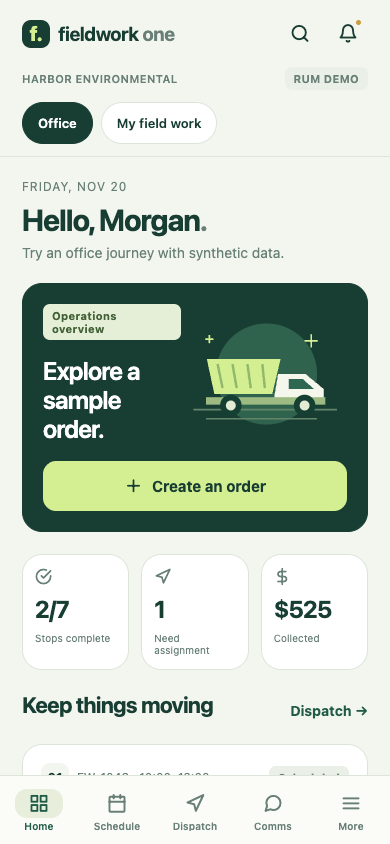 f. fieldwork one
HARBOR ENVIRONMENTAL
RUM DEMO
Office
My field work
FRIDAY, NOV 20
Hello, Morgan.
Try an office journey with synthetic data.
Operations
overview
Explore a
sample
order.
Create an order
2/7
Stops complete
1
Need
assignment
$525
Collected
Keep things moving
Dispatch →
Home
Schedule
Dispatch
Comms
More